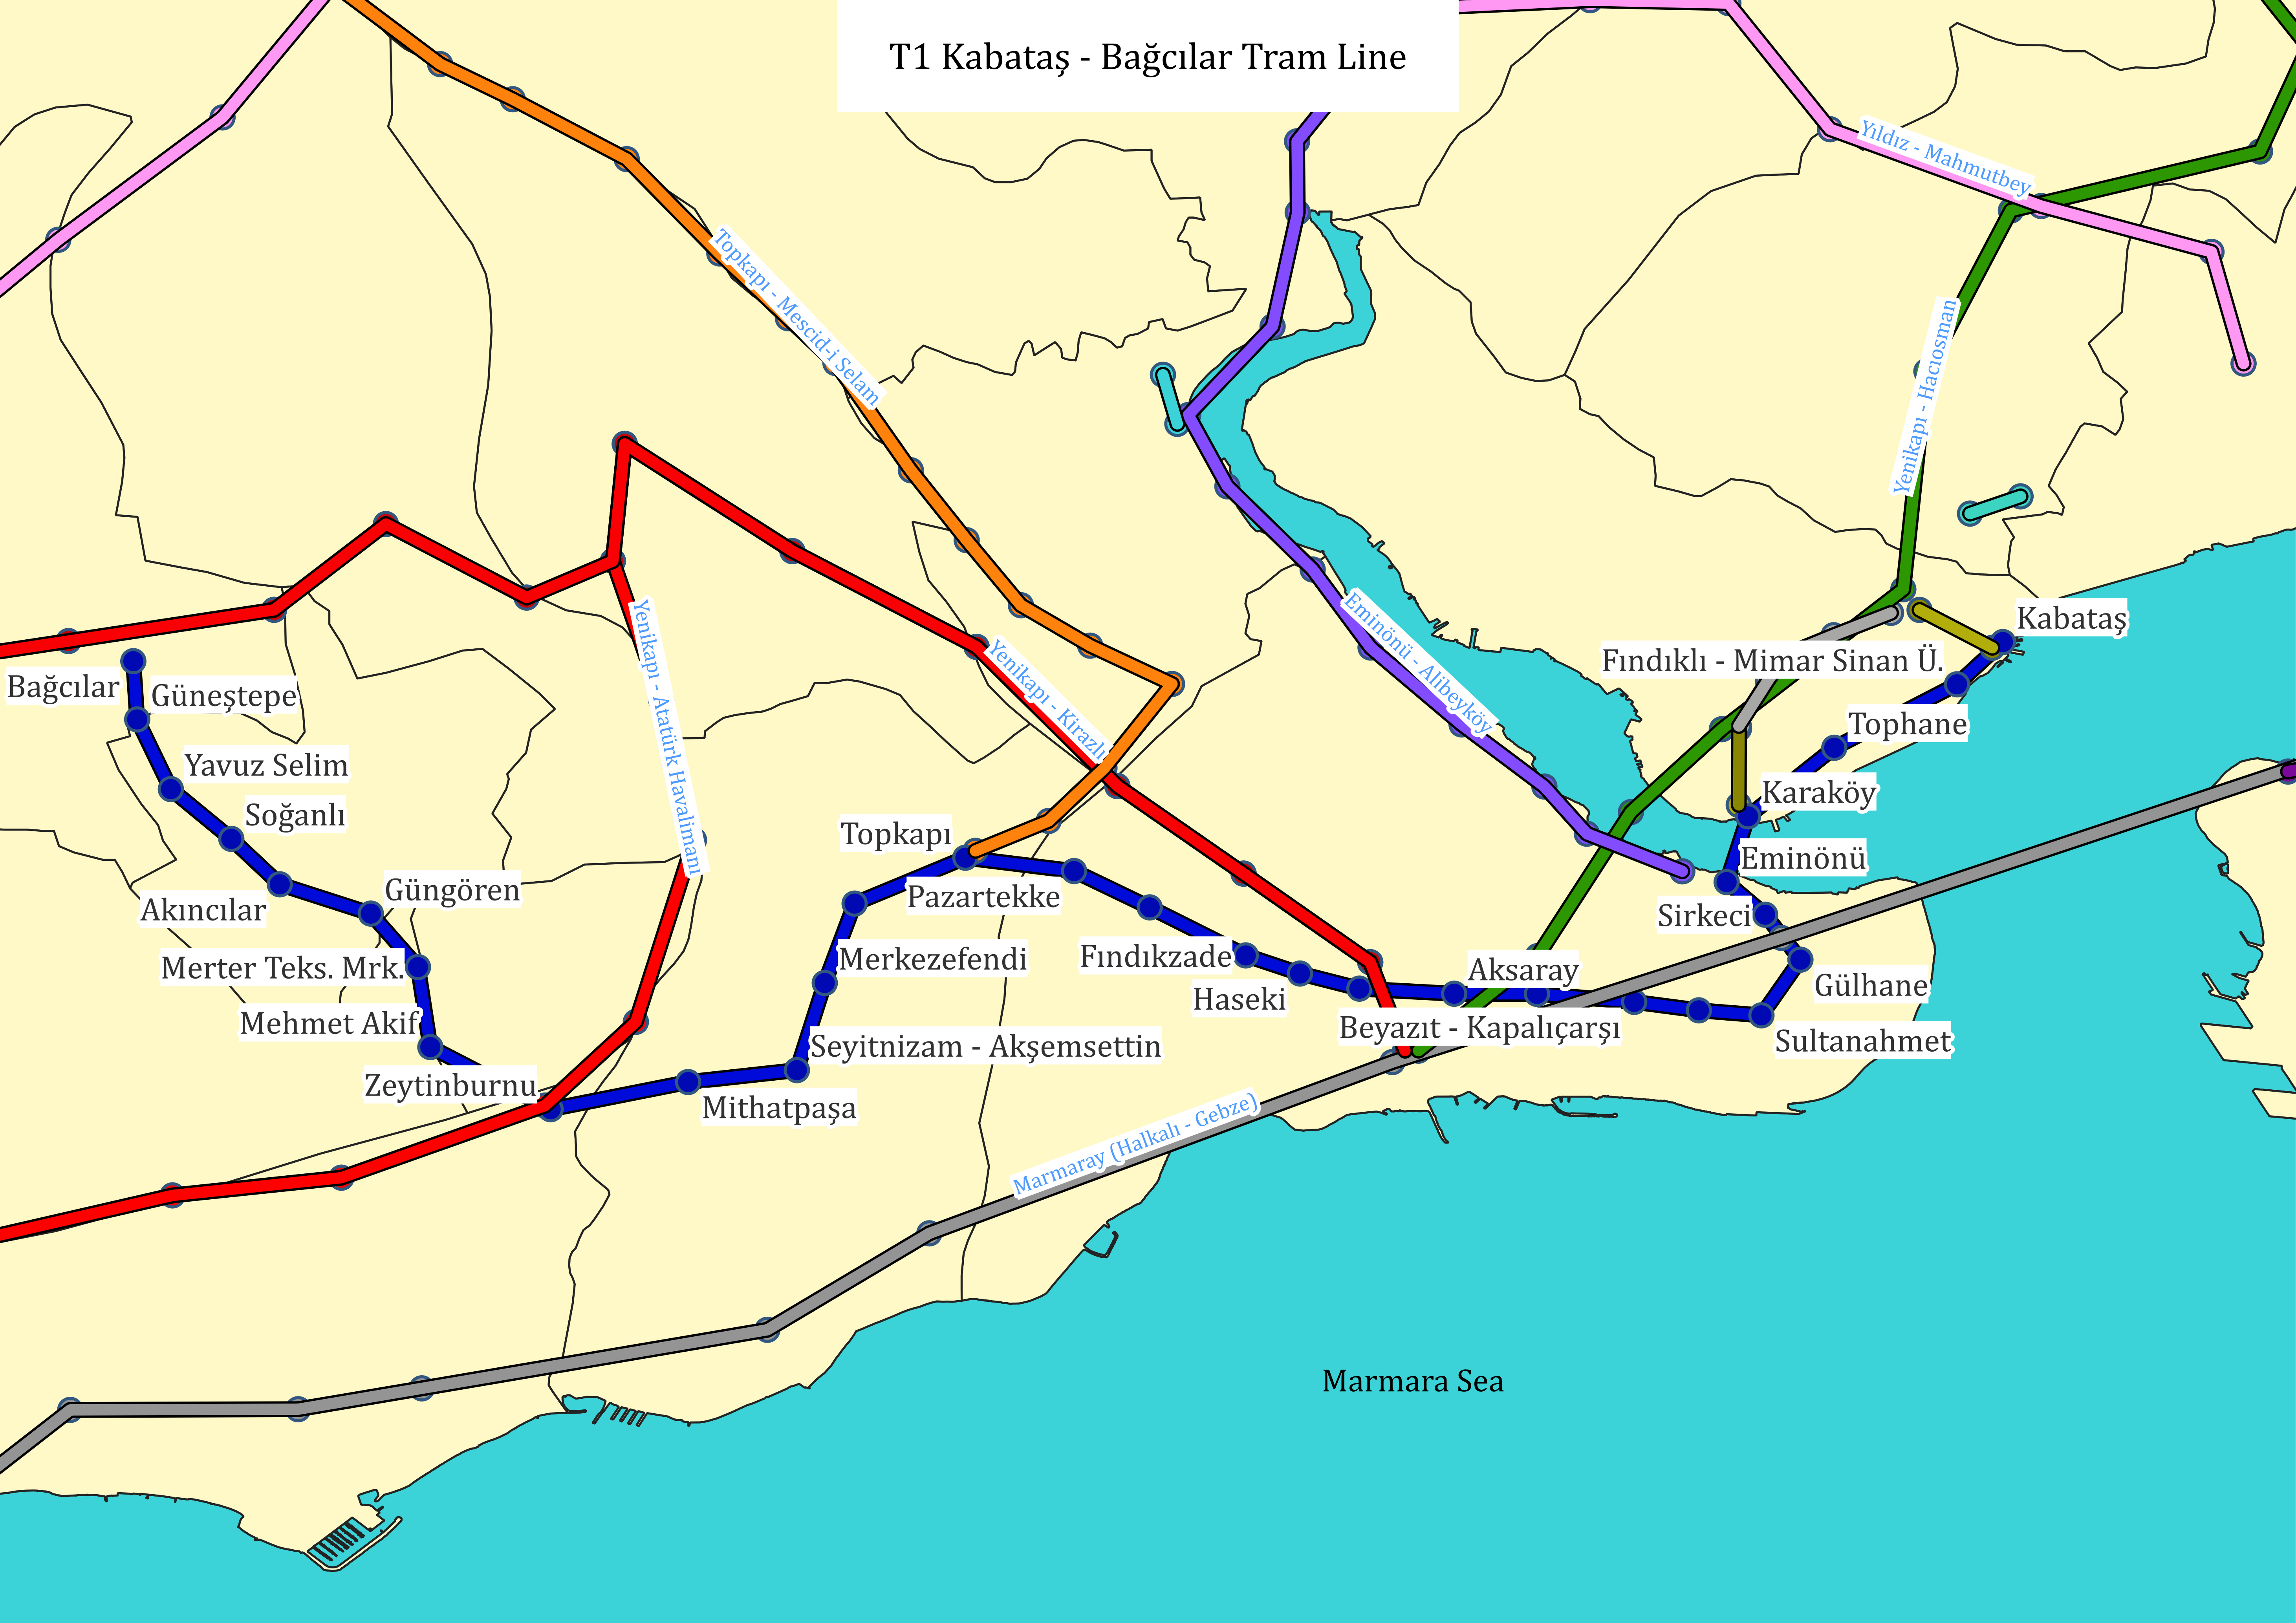 T1 Kabataş - Bağcılar Tram Line
Yıldız - Mahmutbey
Topkapı - Mescid-i Selam
Yenikapı - Hacıosman
Yenikapı - Atatürk Havalimanı
Yenikapı - Kirazlı
Eminönü - Alibeyköy
Kabataş
Fındıklı - Mimar Sinan Ü.
Bağcılar
Güneştepe
Tophane
Yavuz Selim
Karaköy
Soğanlı
Topkapı
Eminönü
Güngören
Pazartekke
Akıncılar
Sirkeci
Fındıkzade
Merkezefendi
Merter Teks. Mrk.
Aksaray
Gülhane
Haseki
Mehmet Akif
Beyazıt - Kapalıçarşı
Sultanahmet
Seyitnizam - Akşemsettin
Zeytinburnu
Mithatpaşa
Marmaray (Halkalı - Gebze)
Marmara Sea